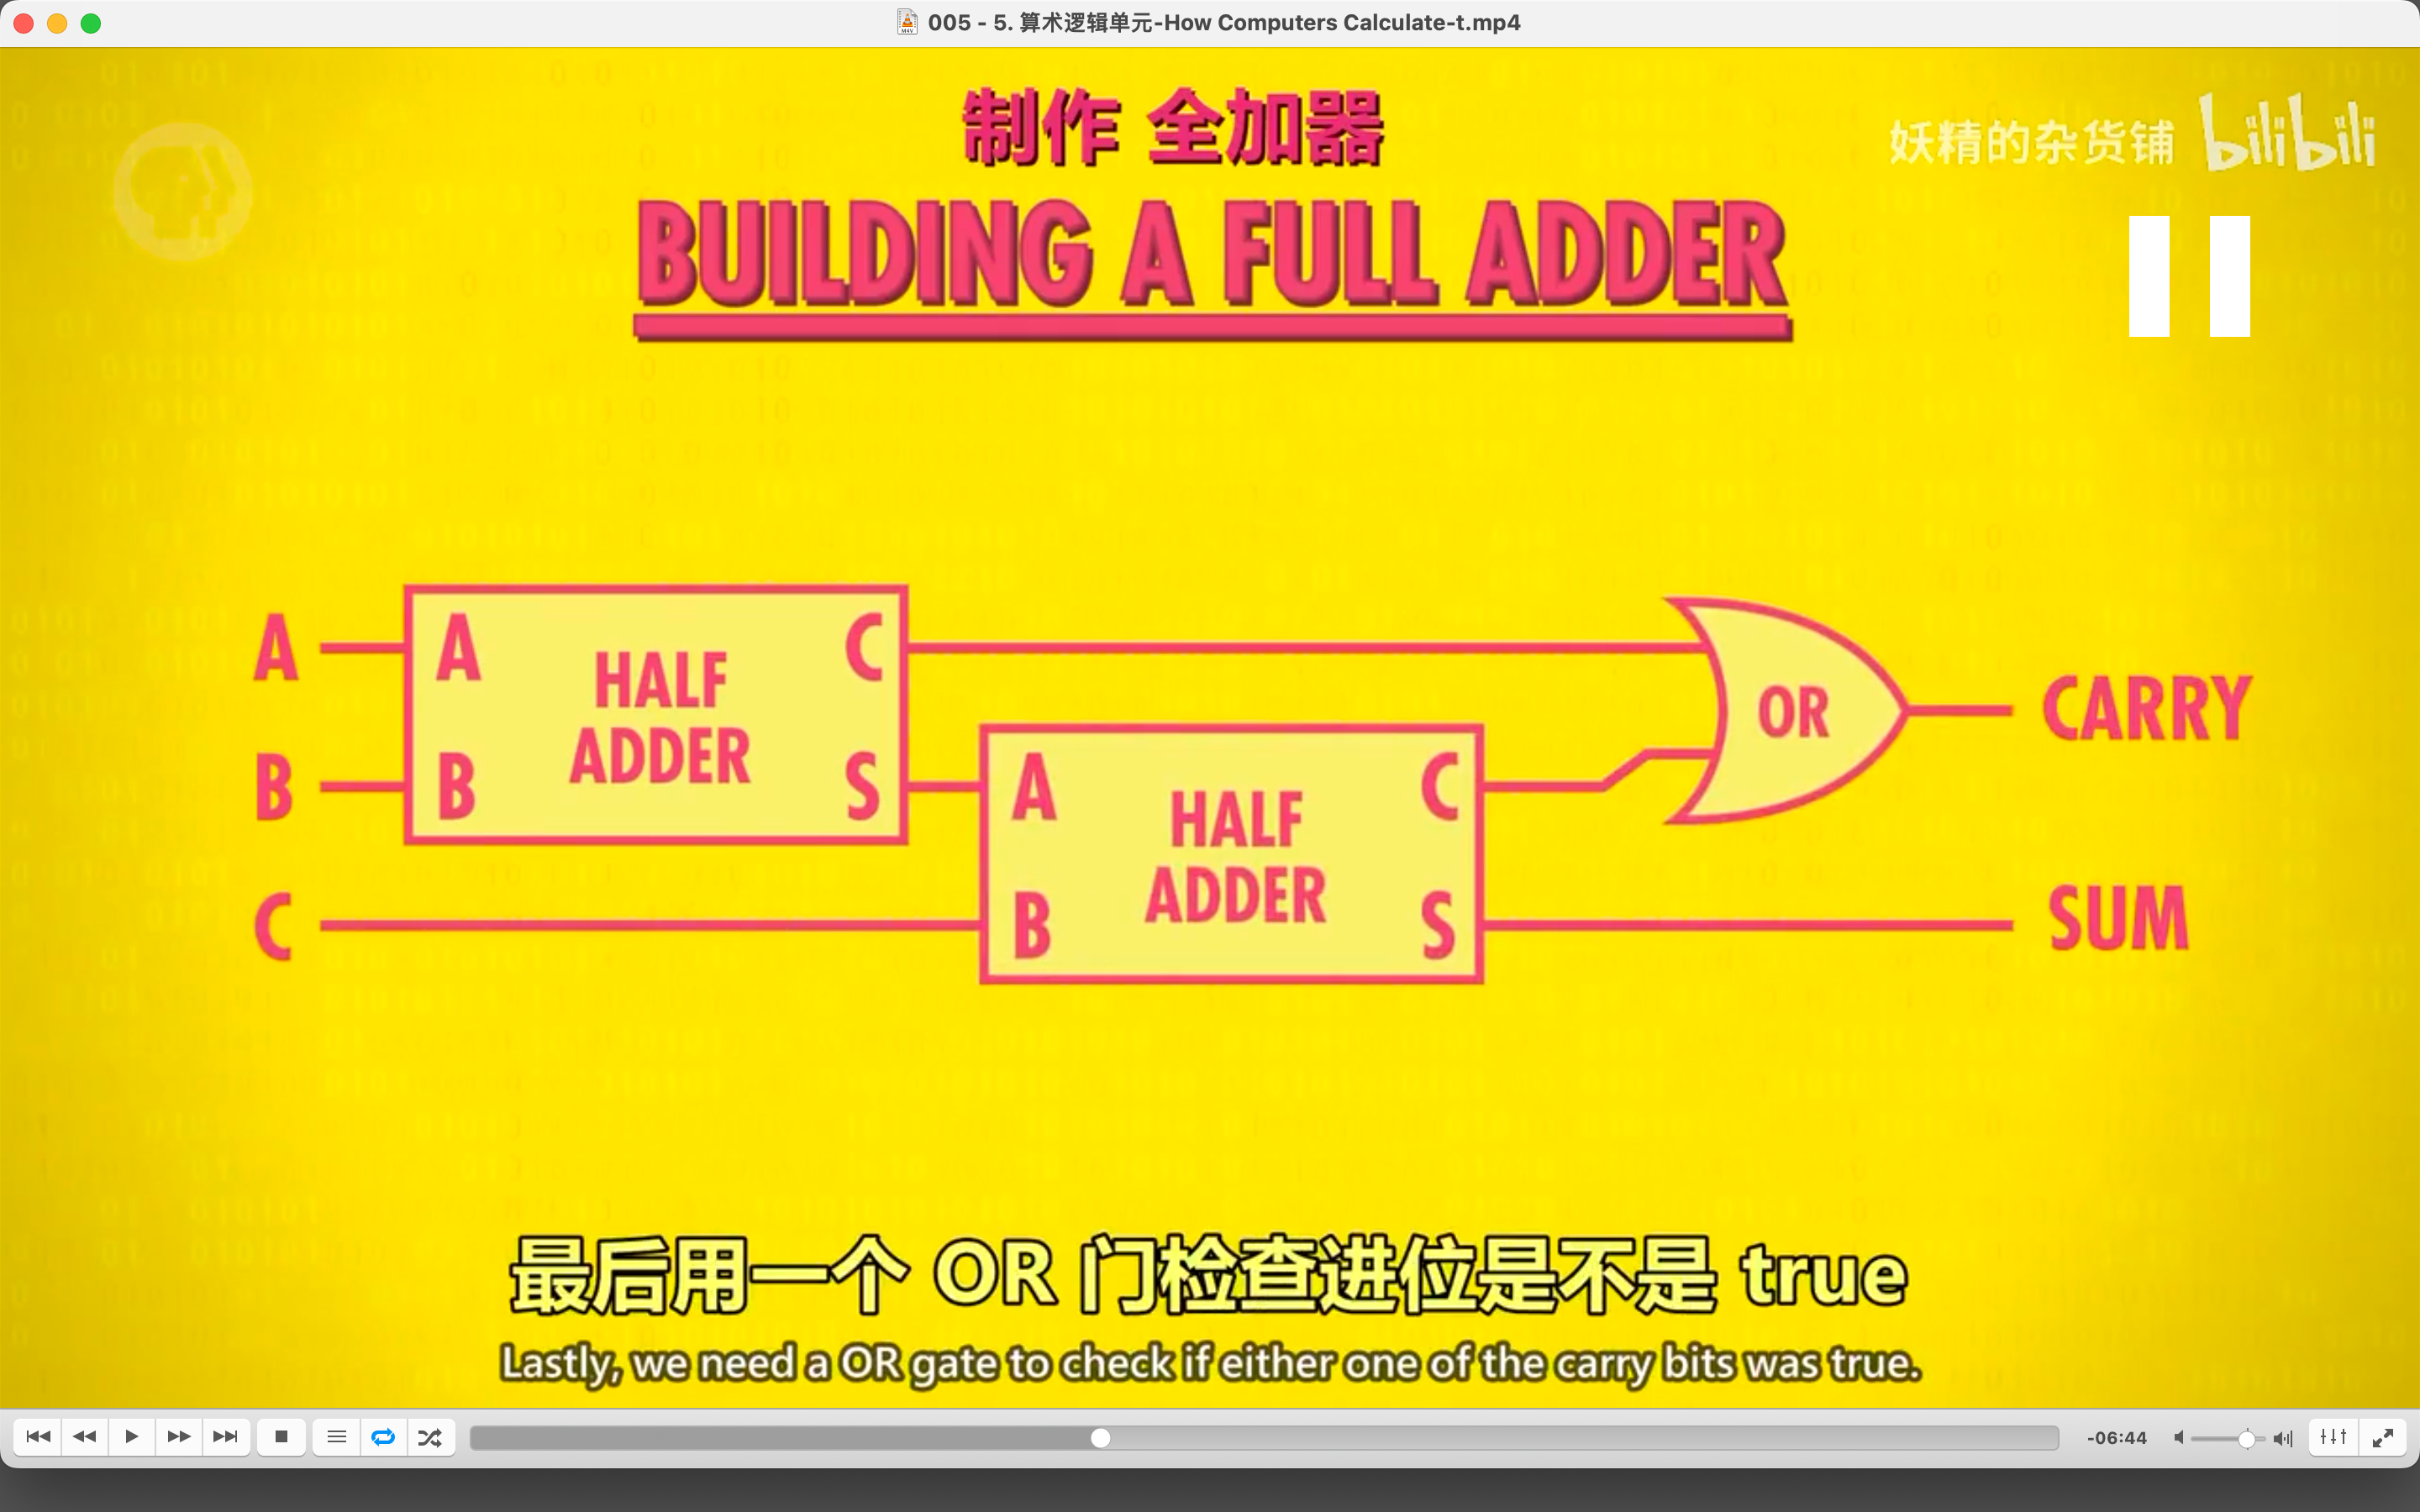 005 - 5. 算术逻辑单元-How Computers Calculate-t.mp4
制作 全加器
妖精的杂货铺 bilibili
BUILDING A FULL ADDER
A A HALF ADDER C
B B S
A HALF ADDER C
C B S
OR CARRY
SUM
最后用一个 OR 门检查进位是不是 true
Lastly, we need a OR gate to check if either one of the carry bits was true.
-06:44